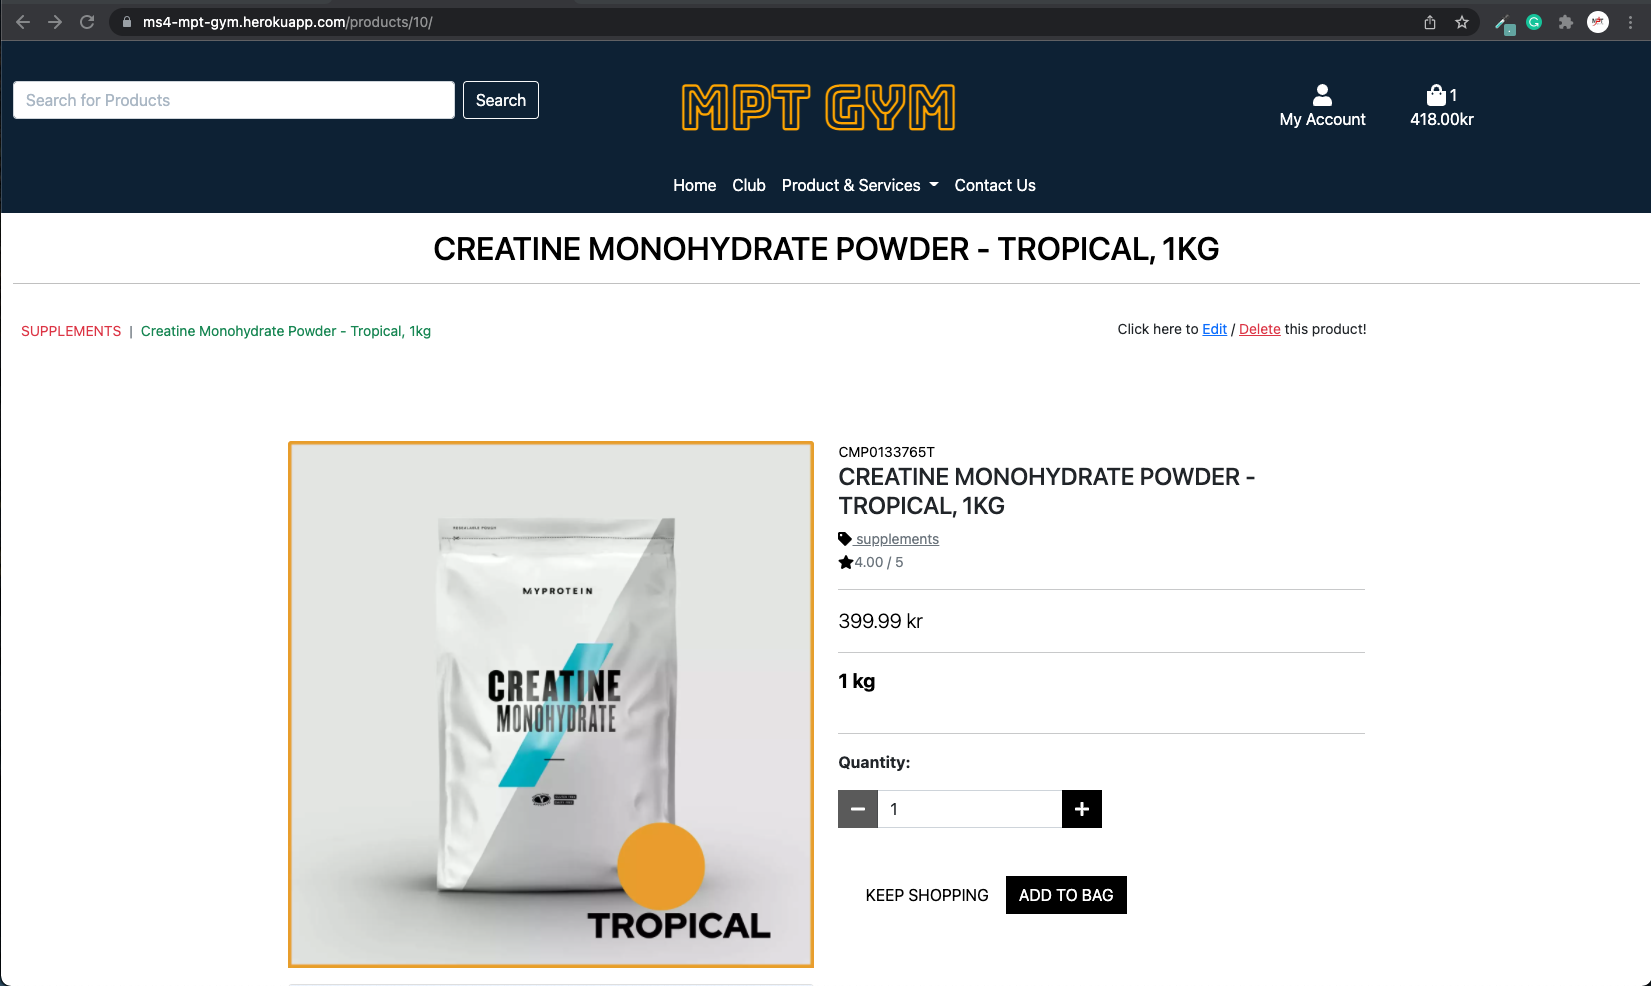 ms4-mpt-gym.herokuapp.com/products/10/
Search for Products
Search
MPT GYM
My Account
1
418.00kr
Home Club Product & Services Contact Us
CREATINE MONOHYDRATE POWDER - TROPICAL, 1KG
SUPPLEMENTS | Creatine Monohydrate Powder - Tropical, 1kg
Click here to Edit / Delete this product!
MYPROTEIN
CREATINE
MONOHYDRATE
TROPICAL
CMP0133765T
CREATINE MONOHYDRATE POWDER -
TROPICAL, 1KG
supplements
4.00 / 5
399.99 kr
1 kg
Quantity:
1
KEEP SHOPPING
ADD TO BAG